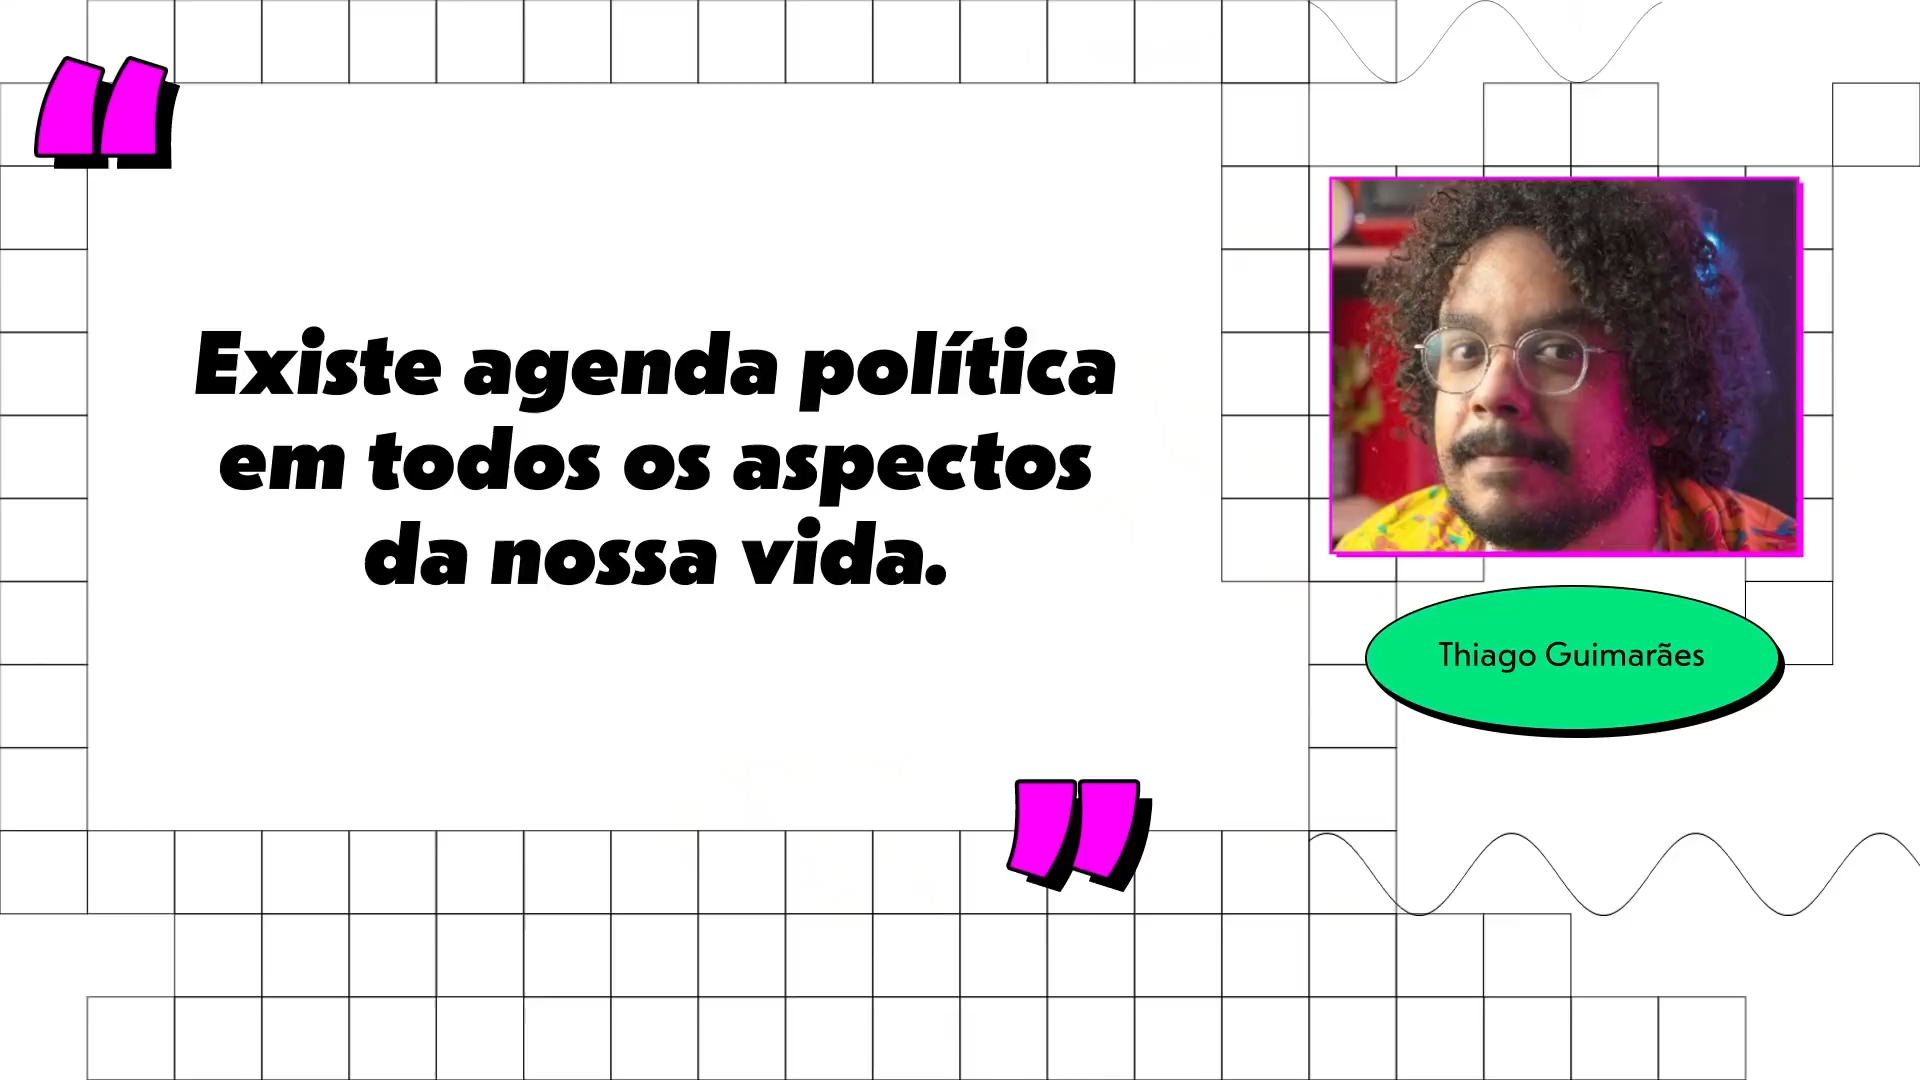 Existe agenda política
em todos os aspectos
da nossa vida.
Thiago Guimarães